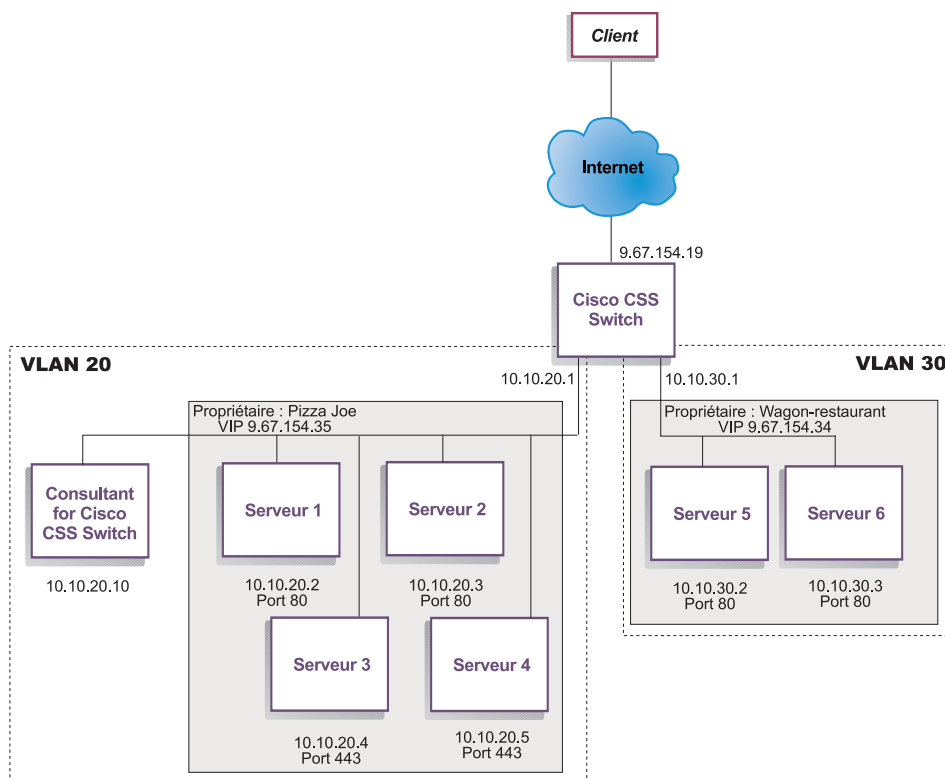 Client
Internet
9.67.154.19
Cisco CSS
Switch
VLAN 20
VLAN 30
10.10.20.1
10.10.30.1
Propriétaire : Pizza Joe
VIP 9.67.154.35
Propriétaire : Wagon-restaurant
VIP 9.67.154.34
Consultant
for Cisco
CSS Switch
10.10.20.10
Serveur 1
10.10.20.2
Port 80
Serveur 2
10.10.20.3
Port 80
Serveur 5
10.10.30.2
Port 80
Serveur 6
10.10.30.3
Port 80
Serveur 3
10.10.20.4
Port 443
Serveur 4
10.10.20.5
Port 443